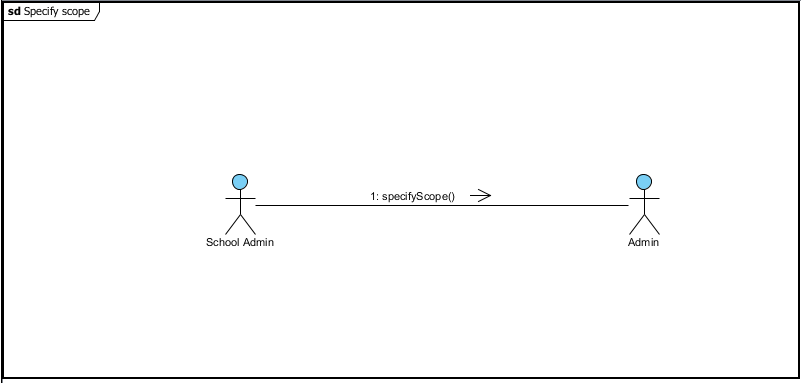 sd Specify scope
1: specifyScope()
School Admin
Admin